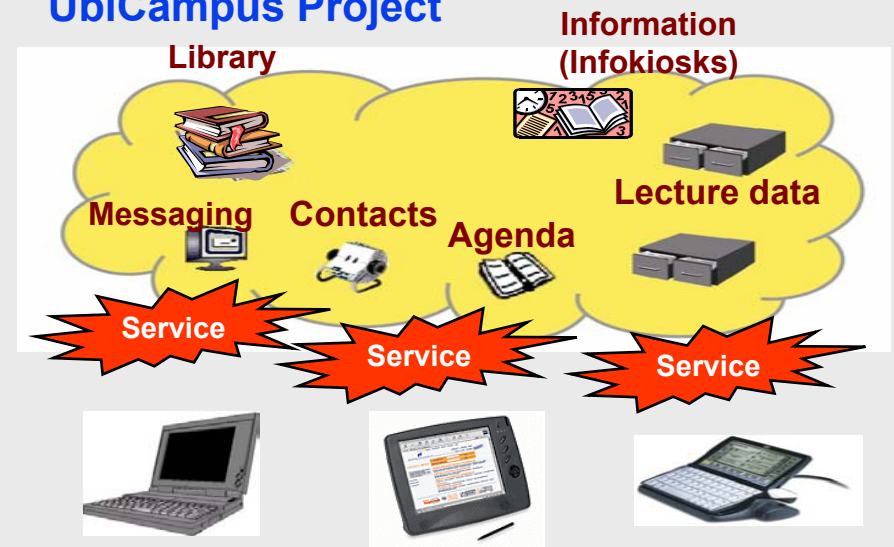 UbiCampus Project
Information
(Infokiosks)
Library
Lecture data
Messaging
Contacts
Agenda
Service
Service
Service